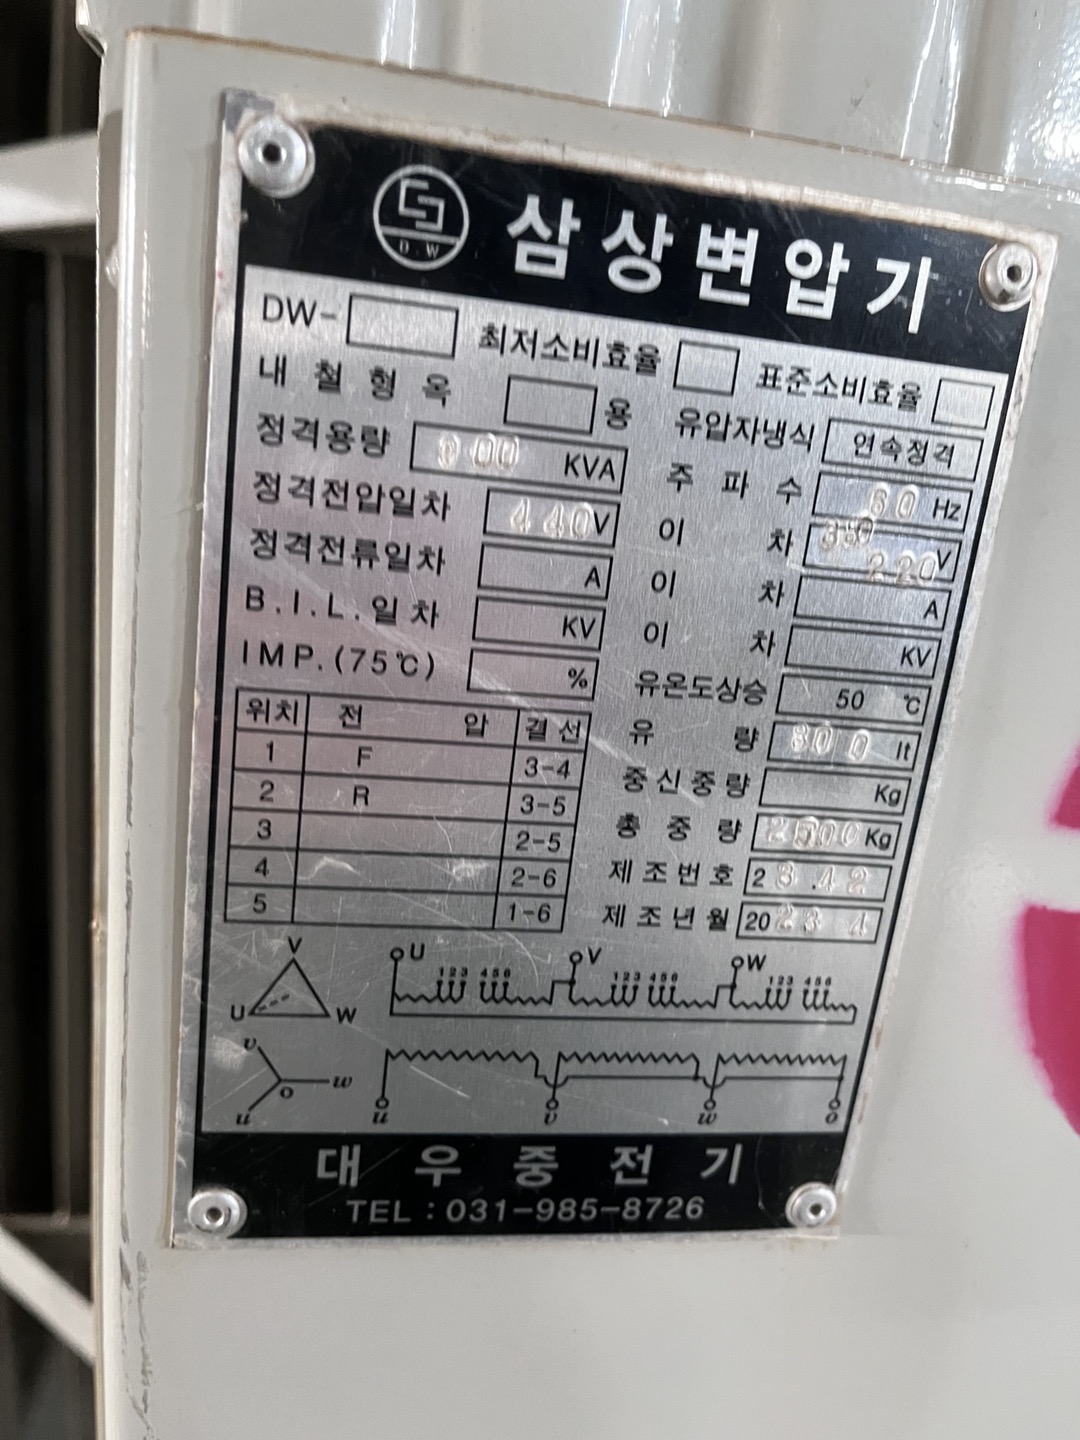 D.W 삼상변압기
DW- 최저소비효율 표준소비효율
내 철 형 옥 용 유입자냉식 연속정격
정격용량 KVA 주 파 수 60 Hz
정격전압일차 440V 이 차 380 220V
정격전류일차 A 이 차 A
B.I.L.일차 KV 이 차 KV
IMP.(75℃) % 유온도상승 50 ℃
유 량 lt
중신중량 Kg
총 중 량 Kg
제조번호 23.42
제조년월 2023 4
위치 전 압 결선
1 F 3-4
2 R 3-5
3 2-5
4 2-6
5 1-6
V
U W
U V W
123 456 123 456 123 456
v
w
o
u
u v w o
대우중전기
TEL : 031-985-8726